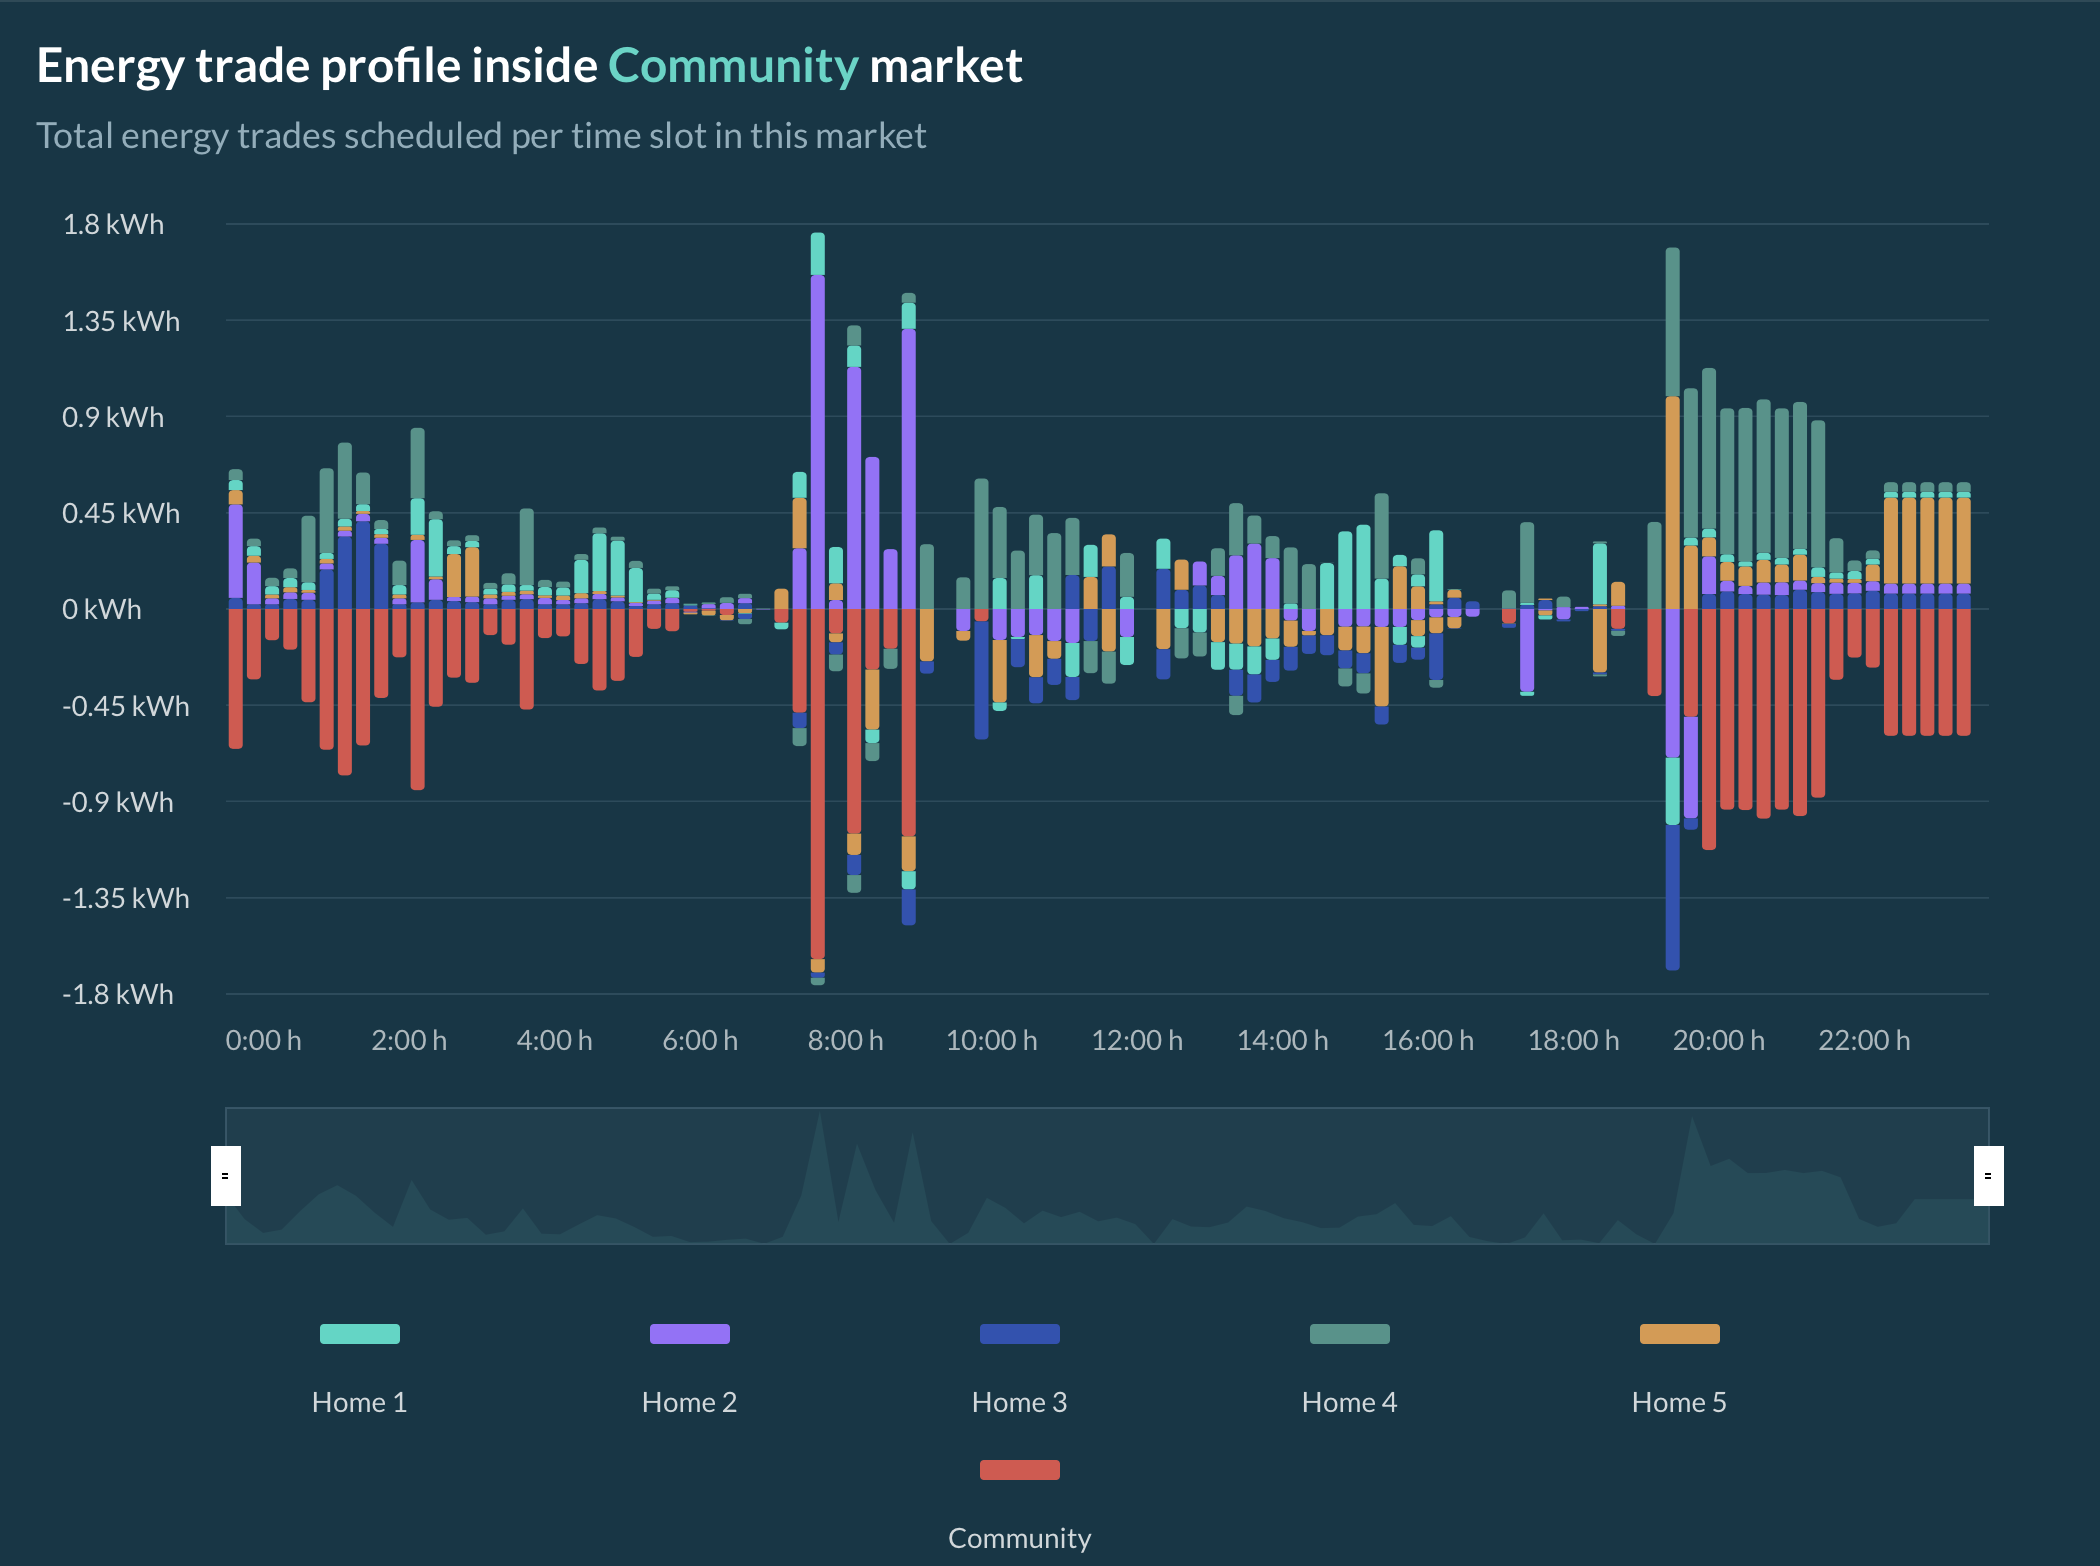 Energy trade profile inside Community market
Total energy trades scheduled per time slot in this market
1.8 kWh
1.35 kWh
0.9 kWh
0.45 kWh
0 kWh
-0.45 kWh
-0.9 kWh
-1.35 kWh
-1.8 kWh
0:00 h 2:00 h 4:00 h 6:00 h 8:00 h 10:00 h 12:00 h 14:00 h 16:00 h 18:00 h 20:00 h 22:00 h
Home 1 Home 2 Home 3 Home 4 Home 5
Community